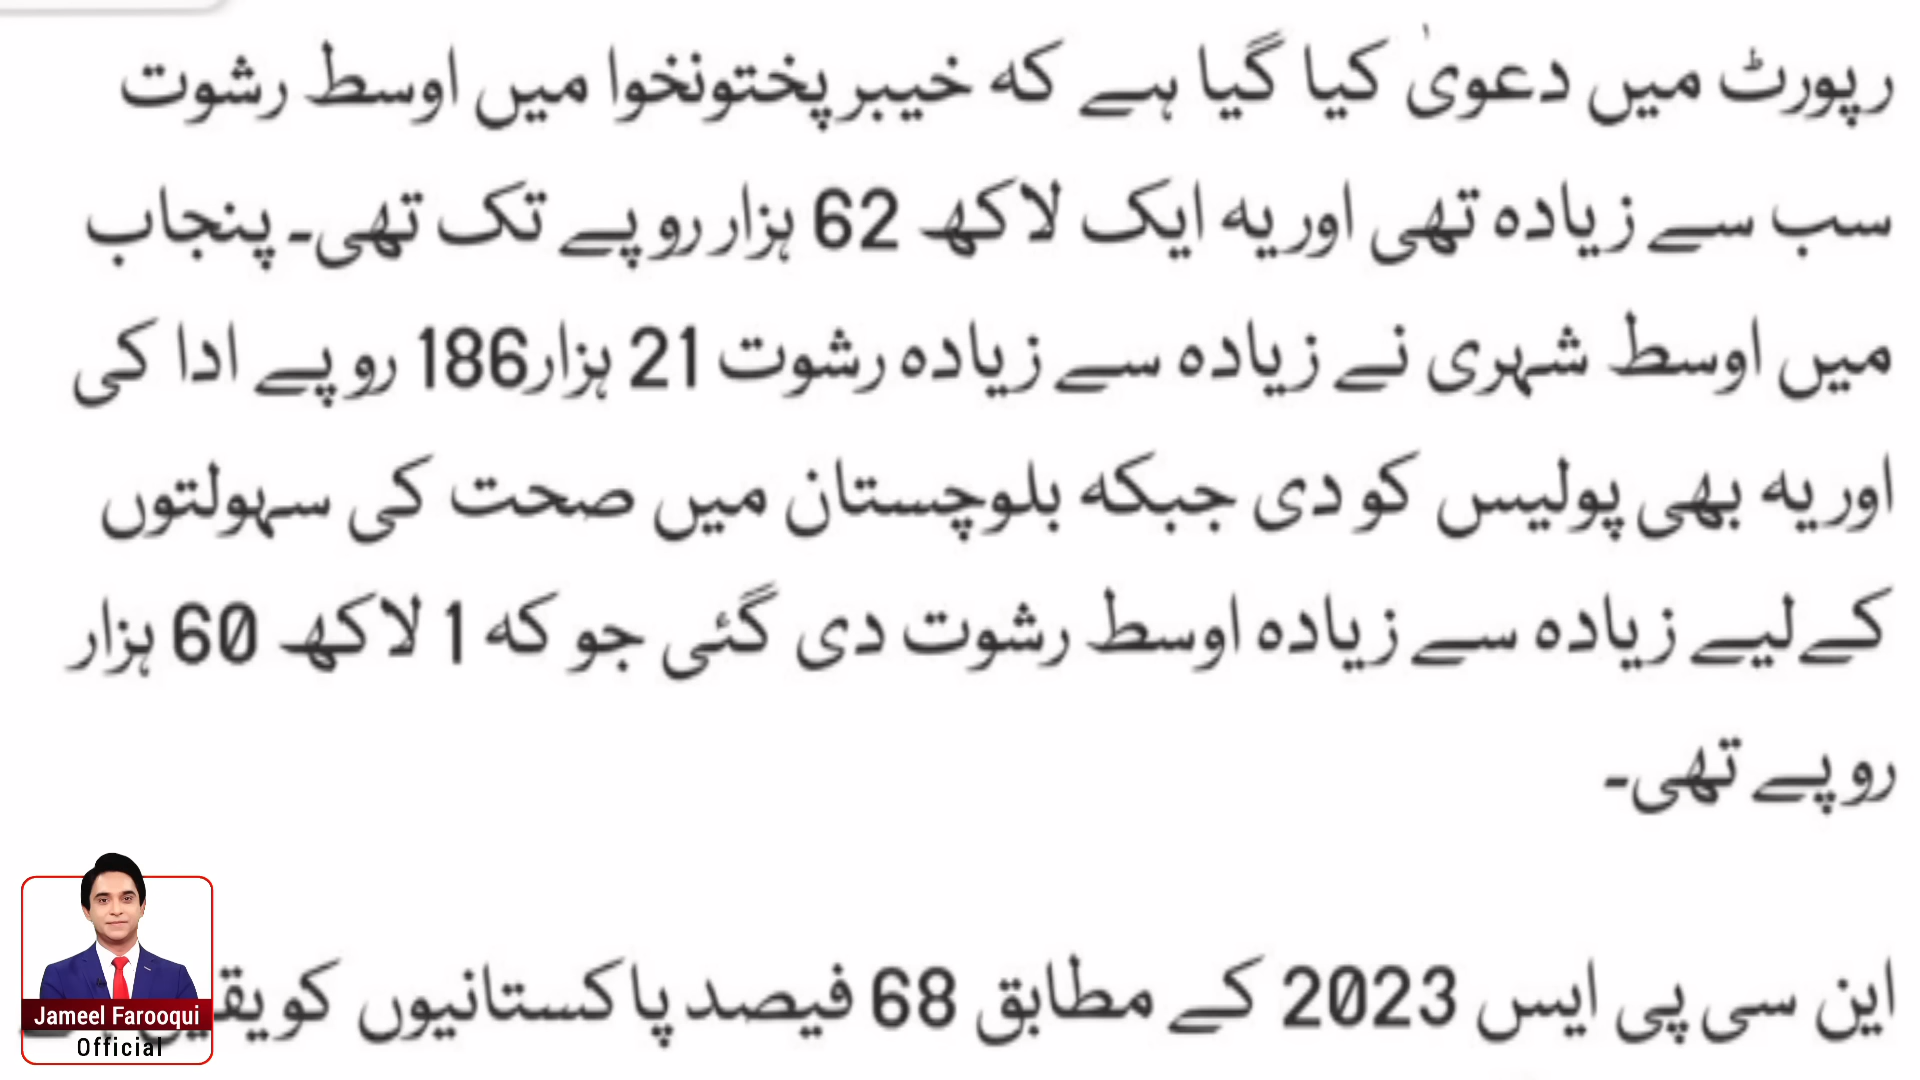 رپورٹ میں دعویٰ کیا گیا ہے کہ خیبرپختونخوا میں اوسط رشوت
سب سے زیادہ تھی اور یہ ایک لاکھ 62 ہزار روپے تک تھی۔ پنجاب
میں اوسط شہری نے زیادہ سے زیادہ رشوت 21 ہزار186 روپے ادا کی
اور یہ بھی پولیس کو دی جبکہ بلوچستان میں صحت کی سہولتوں
کےلیے زیادہ سے زیادہ اوسط رشوت دی گئی جو کہ 1 لاکھ 60 ہزار
روپے تھی۔
این سی پی ایس 2023 کے مطابق 68 فیصد پاکستانیوں کو
Jameel Farooqui
Official